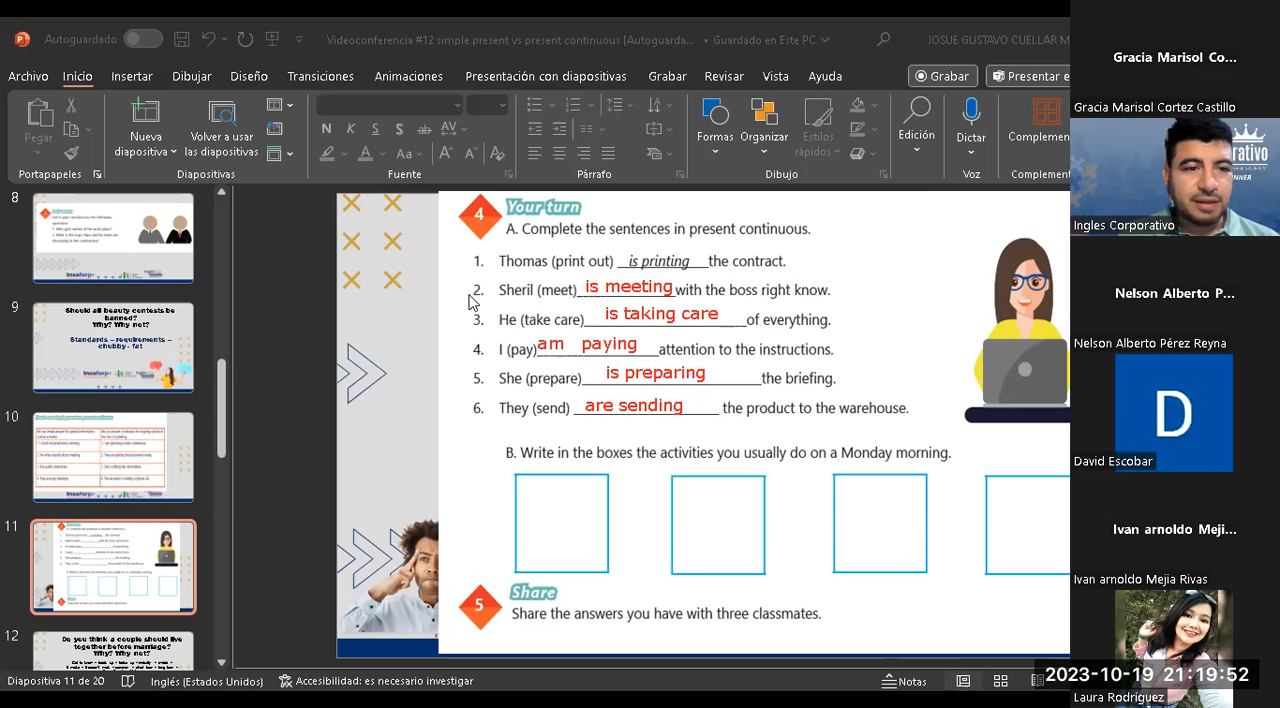 Autoguardado
Videoconferencia #12 simple present vs present continuous [Autoguarda... • Guardado en Este PC
JOSUE GUSTAVO CUELLAR M
Archivo Inicio Insertar Dibujar Diseño Transiciones Animaciones Presentación con diapositivas Grabar Revisar Vista Ayuda
Grabar
Presentar e
Pegar
Nueva diapositiva
Volver a usar las diapositivas
Formas
Organizar
Estilos rápidos
Edición
Dictar
Complemen
Portapapeles
Diapositivas
Fuente
Párrafo
Dibujo
Voz
Complement
8
9
Should all beauty contests be
banned?
Why? Why not?
Standards – requirements –
chubby - fat
10
11
12
Do you think a couple should live
together before marriage?
Why? Why not?
4 Your turn
A. Complete the sentences in present continuous.
1. Thomas (print out) is printing the contract.
2. Sheril (meet) is meeting with the boss right know.
3. He (take care) is taking care of everything.
4. I (pay) am paying attention to the instructions.
5. She (prepare) is preparing the briefing.
6. They (send) are sending the product to the warehouse.
B. Write in the boxes the activities you usually do on a Monday morning.
5 Share
Share the answers you have with three classmates.
Diapositiva 11 de 20
Inglés (Estados Unidos)
Accesibilidad: es necesario investigar
Notas
Gracia Marisol Co...
Gracia Marisol Cortez Castillo
Ingles Corporativo
Nelson Alberto P...
Nelson Alberto Pérez Reyna
D
David Escobar
Ivan arnoldo Meji...
Ivan arnoldo Mejia Rivas
2023-10-19 21:19:52
Laura Rodríguez